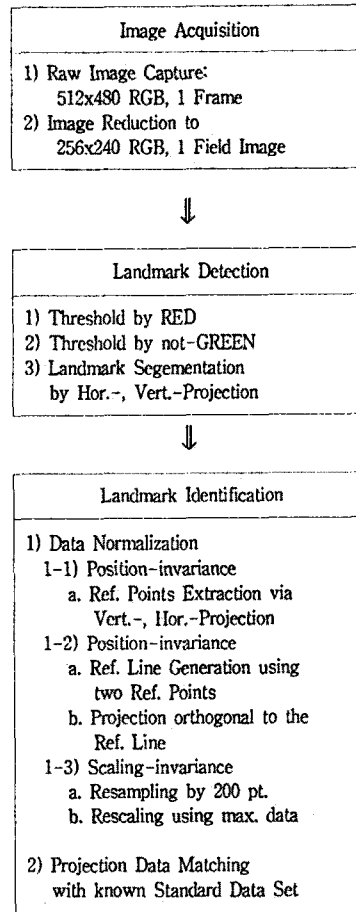 Image Acquisition
1) Raw Image Capture:
512x480 RGB, 1 Frame
2) Image Reduction to
256x240 RGB, 1 Field Image
⇓
Landmark Detection
1) Threshold by RED
2) Threshold by not-GREEN
3) Landmark Segementation
by Hor.-, Vert.-Projection
⇓
Landmark Identification
1) Data Normalization
1-1) Position-invariance
a. Ref. Points Extraction via
Vert.-, Hor.-Projection
1-2) Position-invariance
a. Ref. Line Generation using
two Ref. Points
b. Projection orthogonal to the
Ref. Line
1-3) Scaling-invariance
a. Resampling by 200 pt.
b. Rescaling using max. data
2) Projection Data Matching
with known Standard Data Set